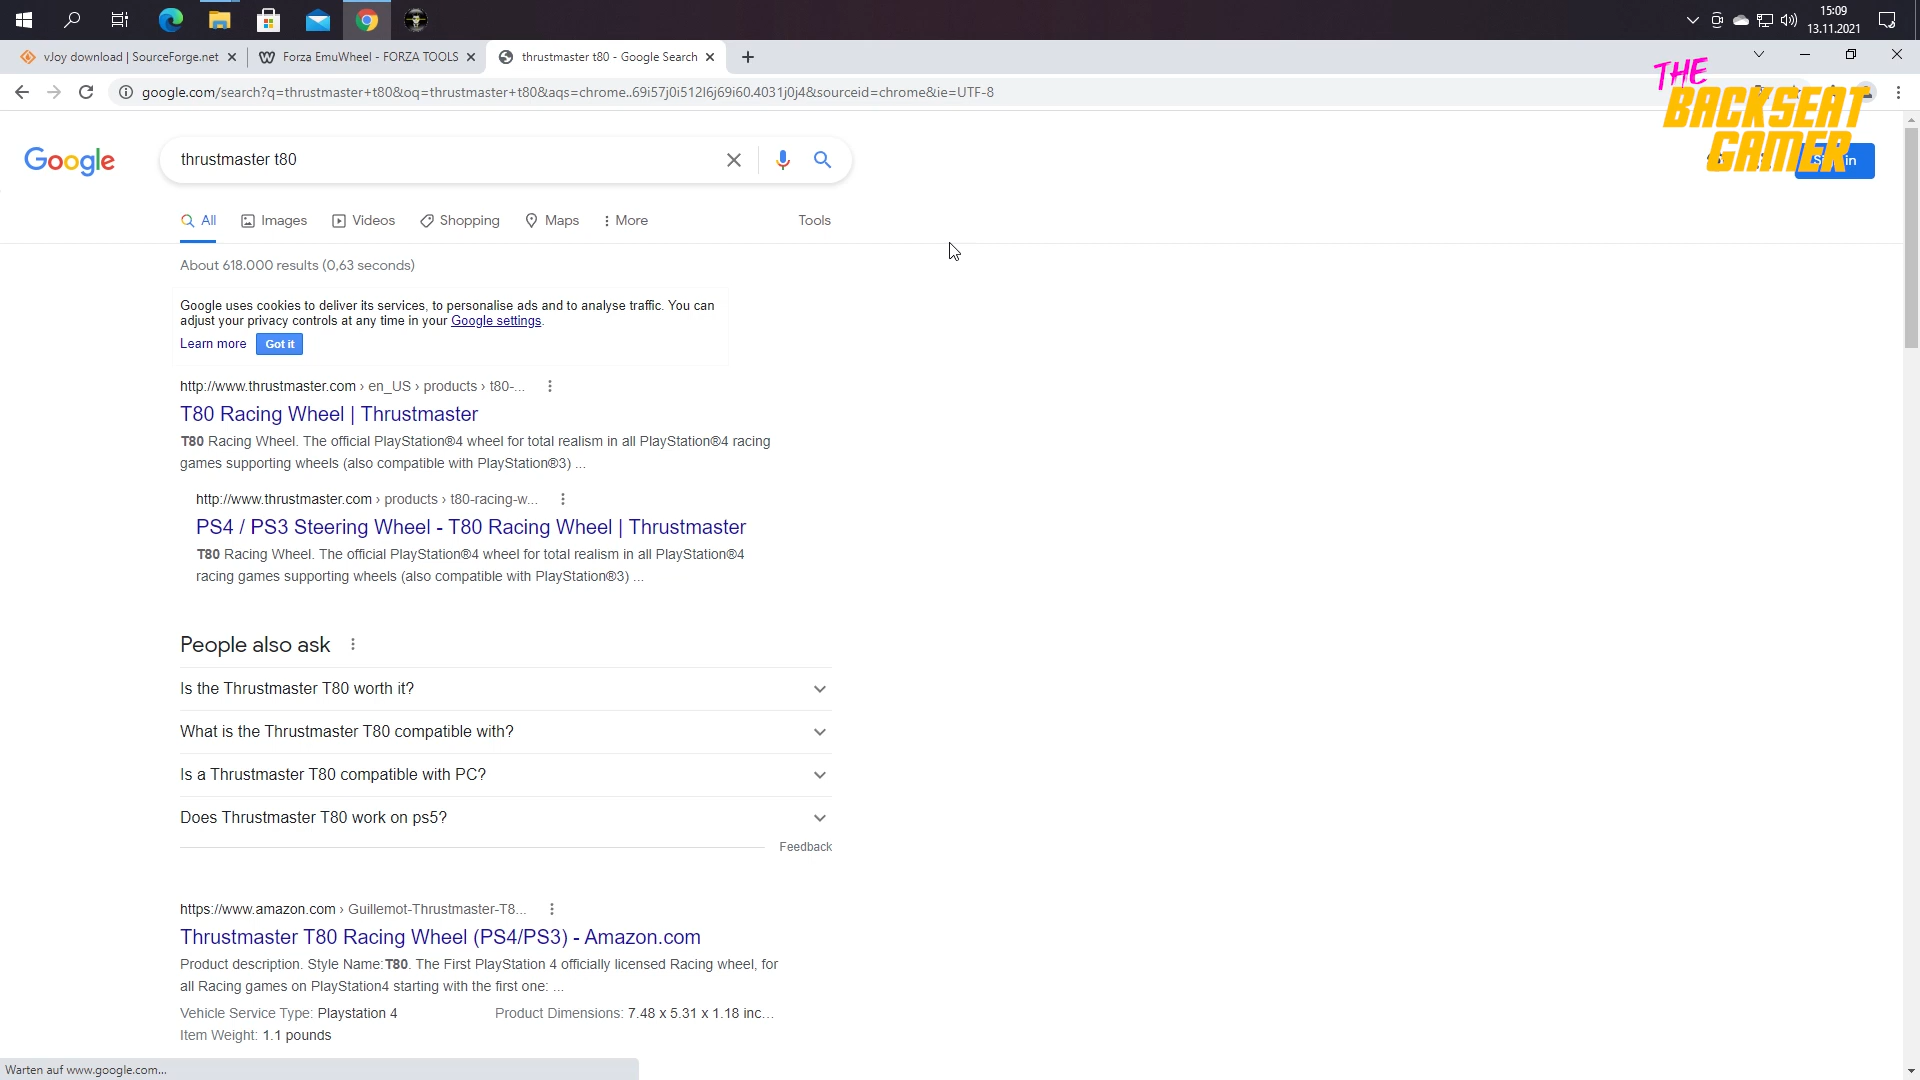 15:09
13.11.2021
vJoy download | SourceForge.net
Forza EmuWheel - FORZA TOOLS
thrustmaster t80 - Google Search
google.com/search?q=thrustmaster+t80&oq=thrustmaster+t80&aqs=chrome..69i57j0i512l6j69i60.4031j0j4&sourceid=chrome&ie=UTF-8
THE
BACKSEAT
GAMER
Google
thrustmaster t80
All
Images
Videos
Shopping
Maps
More
Tools
About 618.000 results (0,63 seconds)
Google uses cookies to deliver its services, to personalise ads and to analyse traffic. You can
adjust your privacy controls at any time in your Google settings.
Learn more
Got it
http://www.thrustmaster.com › en_US › products › t80-...
T80 Racing Wheel | Thrustmaster
T80 Racing Wheel. The official PlayStation®4 wheel for total realism in all PlayStation®4 racing
games supporting wheels (also compatible with PlayStation®3) ...
http://www.thrustmaster.com › products › t80-racing-w...
PS4 / PS3 Steering Wheel - T80 Racing Wheel | Thrustmaster
T80 Racing Wheel. The official PlayStation®4 wheel for total realism in all PlayStation®4
racing games supporting wheels (also compatible with PlayStation®3) ...
People also ask
Is the Thrustmaster T80 worth it?
What is the Thrustmaster T80 compatible with?
Is a Thrustmaster T80 compatible with PC?
Does Thrustmaster T80 work on ps5?
Feedback
https://www.amazon.com › Guillemot-Thrustmaster-T8...
Thrustmaster T80 Racing Wheel (PS4/PS3) - Amazon.com
Product description. Style Name:T80. The First PlayStation 4 officially licensed Racing wheel, for
all Racing games on PlayStation4 starting with the first one: ...
Vehicle Service Type: Playstation 4
Product Dimensions: 7.48 x 5.31 x 1.18 inc...
Item Weight: 1.1 pounds
Warten auf www.google.com...